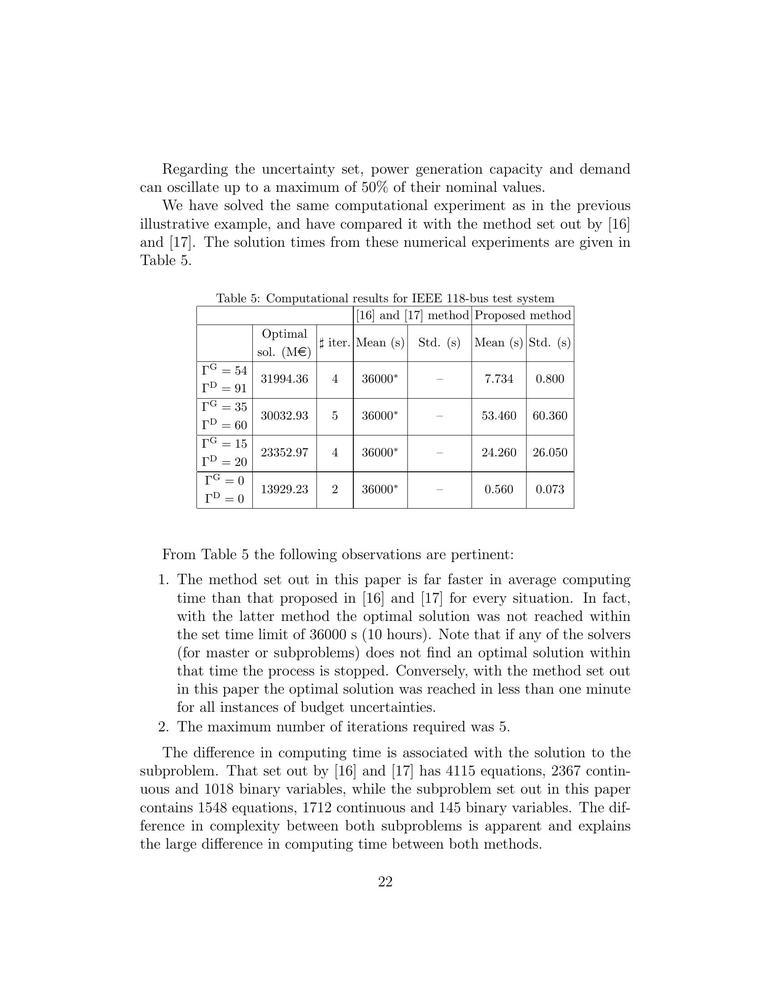 Regarding the uncertainty set, power generation capacity and demand
can oscillate up to a maximum of 50% of their nominal values.
We have solved the same computational experiment as in the previous
illustrative example, and have compared it with the method set out by [16]
and [17]. The solution times from these numerical experiments are given in
Table 5.
Table 5: Computational results for IEEE 118-bus test system
[16] and [17] method Proposed method
Optimal
sol. (M€) ♯ iter. Mean (s) Std. (s) Mean (s) Std. (s)
Γ^G = 54
Γ^D = 91 31994.36 4 36000* – 7.734 0.800
Γ^G = 35
Γ^D = 60 30032.93 5 36000* – 53.460 60.360
Γ^G = 15
Γ^D = 20 23352.97 4 36000* – 24.260 26.050
Γ^G = 0
Γ^D = 0 13929.23 2 36000* – 0.560 0.073
From Table 5 the following observations are pertinent:
1. The method set out in this paper is far faster in average computing
time than that proposed in [16] and [17] for every situation. In fact,
with the latter method the optimal solution was not reached within
the set time limit of 36000 s (10 hours). Note that if any of the solvers
(for master or subproblems) does not find an optimal solution within
that time the process is stopped. Conversely, with the method set out
in this paper the optimal solution was reached in less than one minute
for all instances of budget uncertainties.
2. The maximum number of iterations required was 5.
The difference in computing time is associated with the solution to the
subproblem. That set out by [16] and [17] has 4115 equations, 2367 contin-
uous and 1018 binary variables, while the subproblem set out in this paper
contains 1548 equations, 1712 continuous and 145 binary variables. The dif-
ference in complexity between both subproblems is apparent and explains
the large difference in computing time between both methods.
22